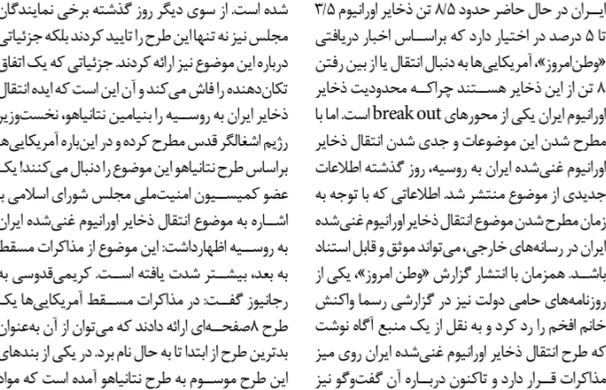 ایران در حال حاضر حدود ۸/۵ تن ذخایر اورانیوم ۳/۵
تا ۵ درصد در اختیار دارد که براساس اخبار دریافتی
«وطن‌امروز»، آمریکایی‌ها به دنبال انتقال یا از بین رفتن
۸ تن از این ذخایر هستند چراکه محدودیت ذخایر
اورانیوم ایران یکی از محورهای break out است. اما با
مطرح شدن این موضوعات و جدی شدن انتقال ذخایر
اورانیوم غنی‌شده ایران به روسیه، روز گذشته اطلاعات
جدیدی از موضوع منتشر شد. اطلاعاتی که با توجه به
زمان مطرح شدن موضوع انتقال ذخایر اورانیوم غنی‌شده
ایران در رسانه‌های خارجی، می‌تواند موثق و قابل استناد
باشد. همزمان با انتشار گزارش «وطن امروز»، یکی از
روزنامه‌های حامی دولت نیز در گزارشی رسما واکنش
خانم افخم را رد کرد و به نقل از یک منبع آگاه نوشت
که طرح انتقال ذخایر اورانیوم غنی‌شده ایران روی میز
مذاکرات قرار دارد و تاکنون درباره آن گفت‌وگو نیز
شده است. از سوی دیگر روز گذشته برخی نمایندگان
مجلس نیز نه تنها این طرح را تایید کردند بلکه جزئیاتی
درباره این موضوع نیز ارائه کردند. جزئیاتی که یک اتفاق
تکان‌دهنده را فاش می‌کند و آن این است که ایده انتقال
ذخایر ایران به روسیه را بنیامین نتانیاهو، نخست‌وزیر
رژیم اشغالگر قدس مطرح کرده و در این‌باره آمریکایی‌ها
براساس طرح نتانیاهو این موضوع را دنبال می‌کنند! یک
عضو کمیسیون امنیت‌ملی مجلس شورای اسلامی با
اشاره به موضوع انتقال ذخایر اورانیوم غنی‌شده ایران
به روسیه اظهار داشت: این موضوع از مذاکرات مسقط
به بعد، بیشتر شدت یافته است. کریمی‌قدوسی به
رجانیوز گفت: در مذاکرات مسقط آمریکایی‌ها یک
طرح ۸صفحه‌ای ارائه دادند که می‌توان از آن به‌عنوان
بدترین طرح از ابتدا تا به حال نام برد. در یکی از بندهای
این طرح موسوم به طرح نتانیاهو آمده است که مواد